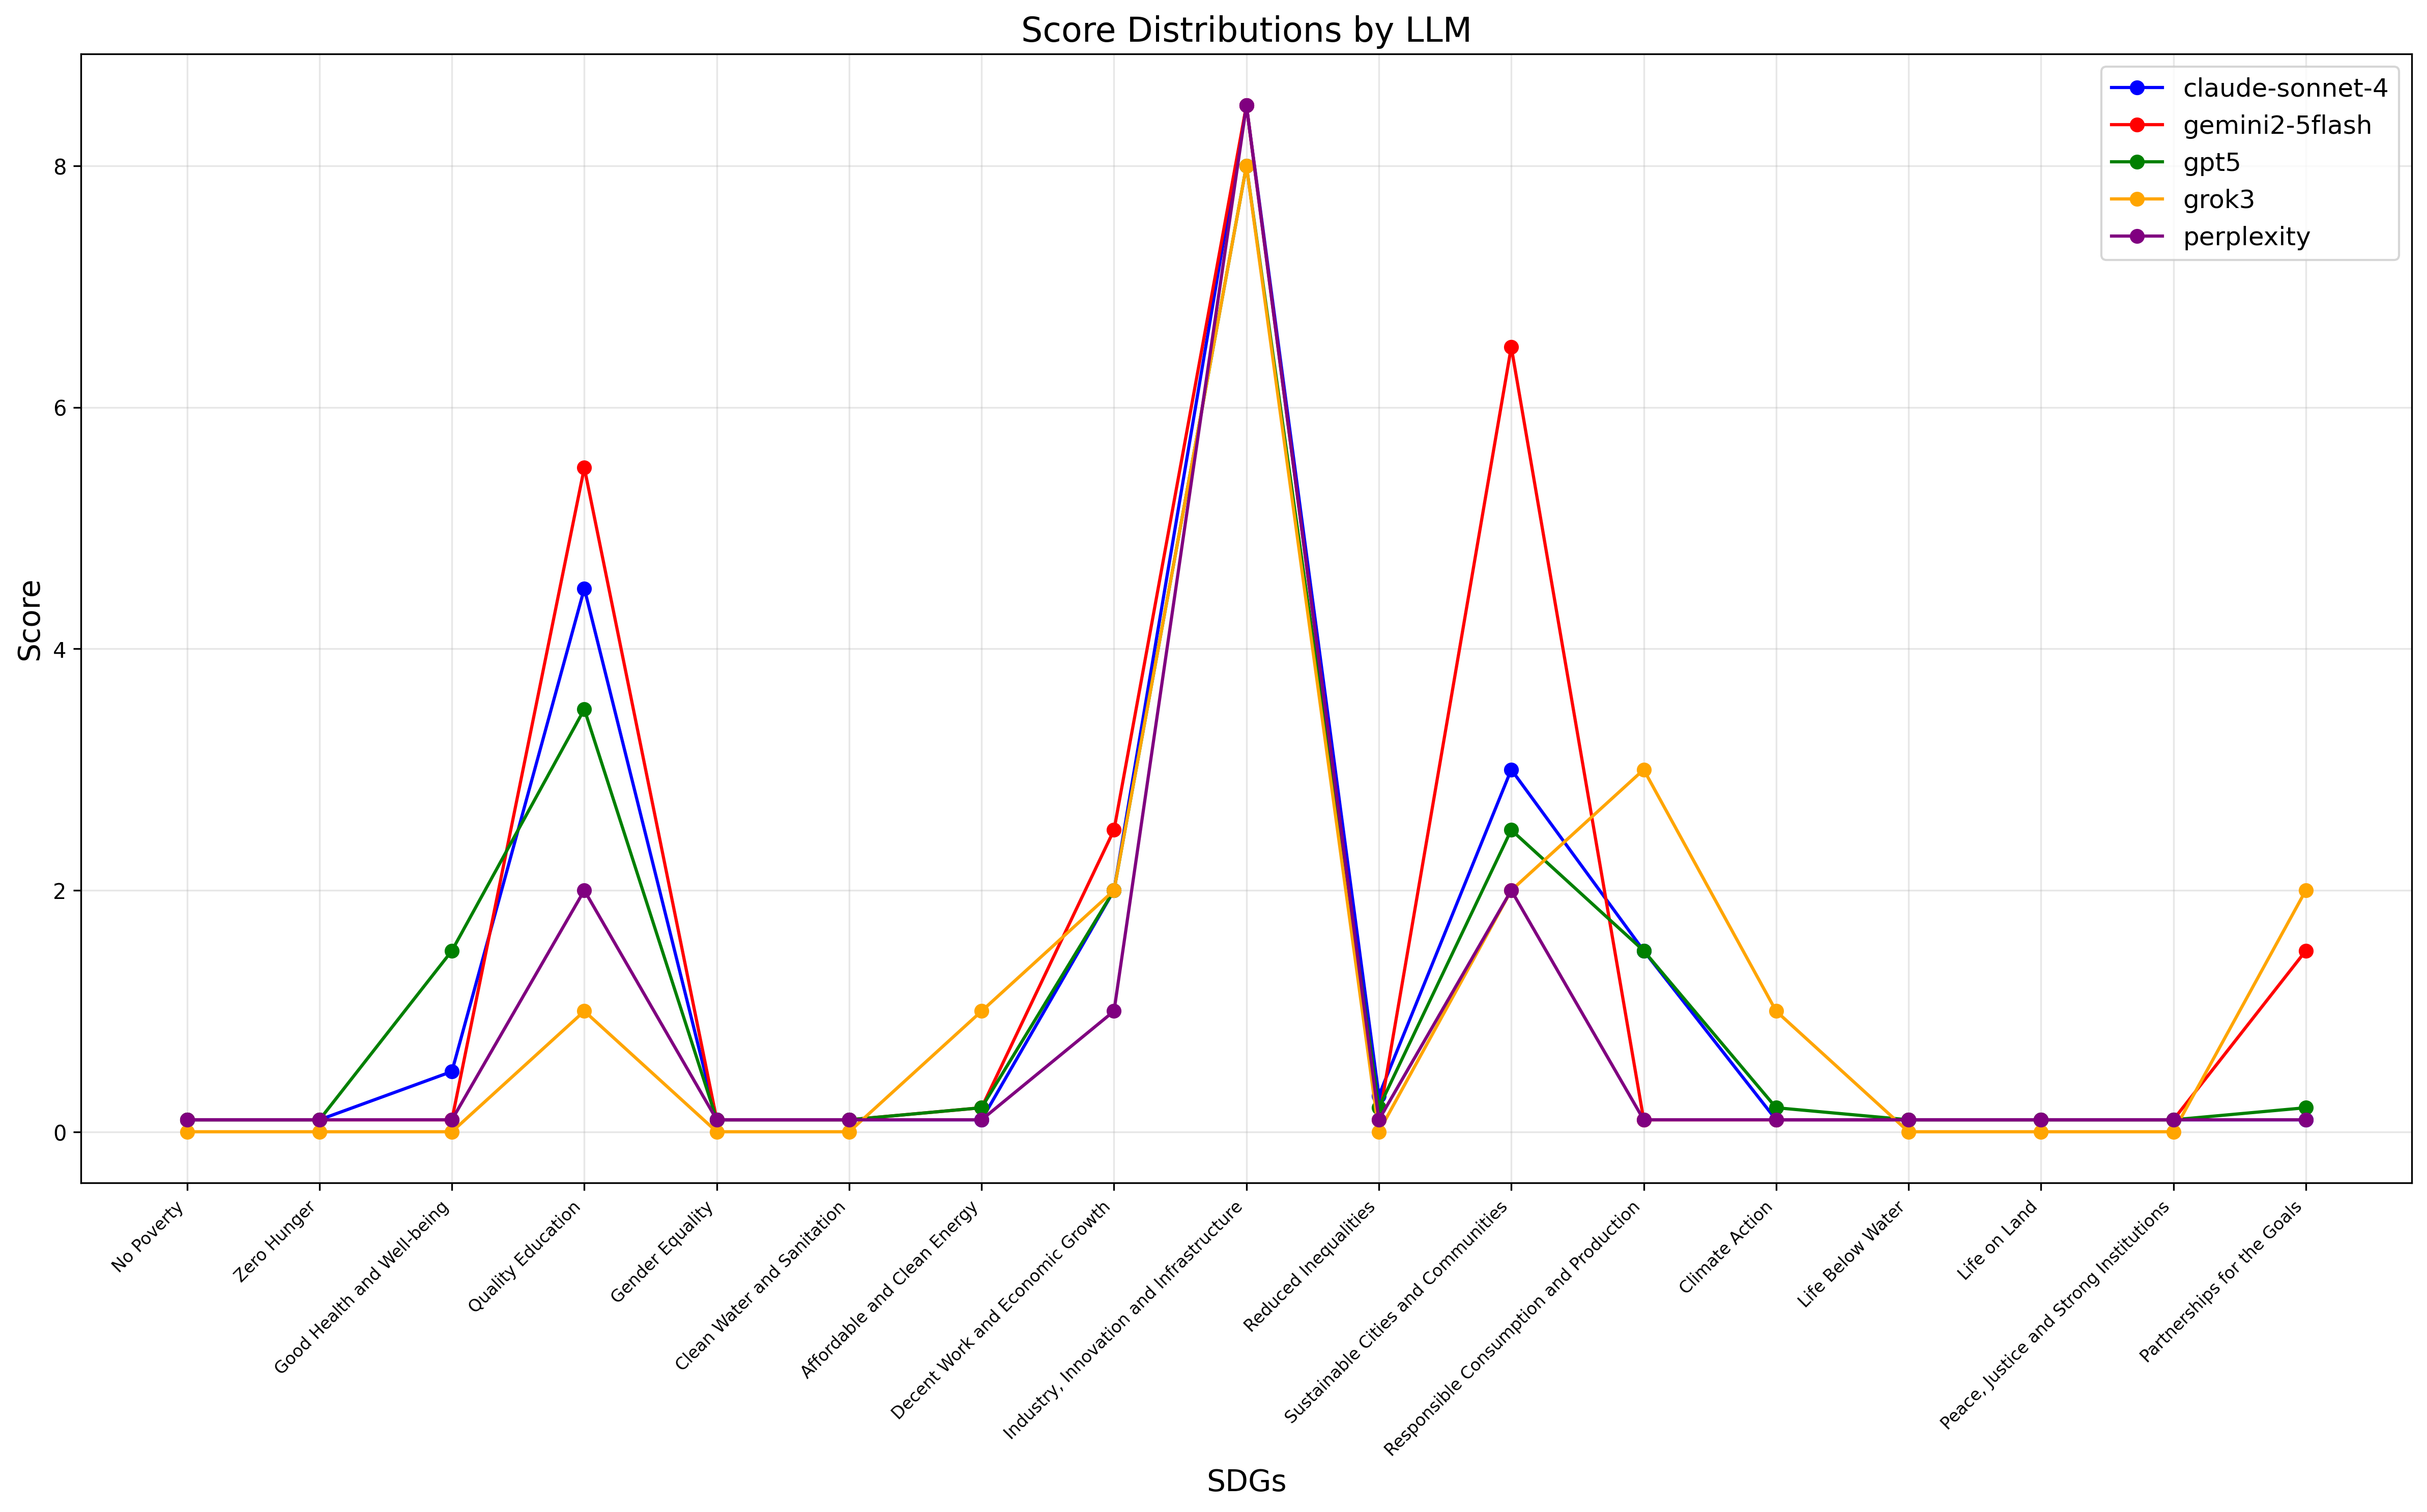 Score Distributions by LLM
claude-sonnet-4
gemini2-5flash
gpt5
grok3
perplexity
Score
8
6
4
2
0
No Poverty
Zero Hunger
Good Health and Well-being
Quality Education
Gender Equality
Clean Water and Sanitation
Affordable and Clean Energy
Decent Work and Economic Growth
Industry, Innovation and Infrastructure
Reduced Inequalities
Sustainable Cities and Communities
Responsible Consumption and Production
Climate Action
Life Below Water
Life on Land
Peace, Justice and Strong Institutions
Partnerships for the Goals
SDGs